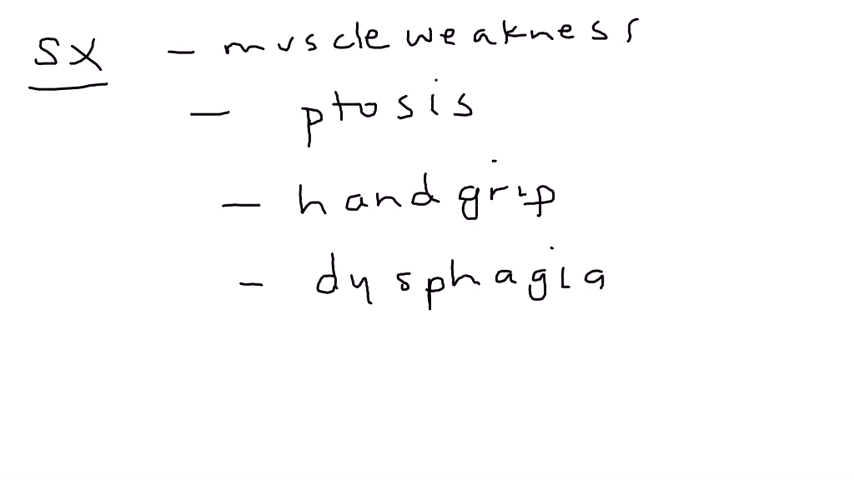 SX - muscle weakness
- ptosis
- hand grip
- dysphagia